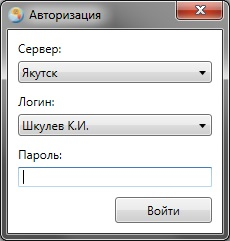 Авторизация
Сервер:
Якутск
Логин:
Шкулев К.И.
Пароль:
Войти